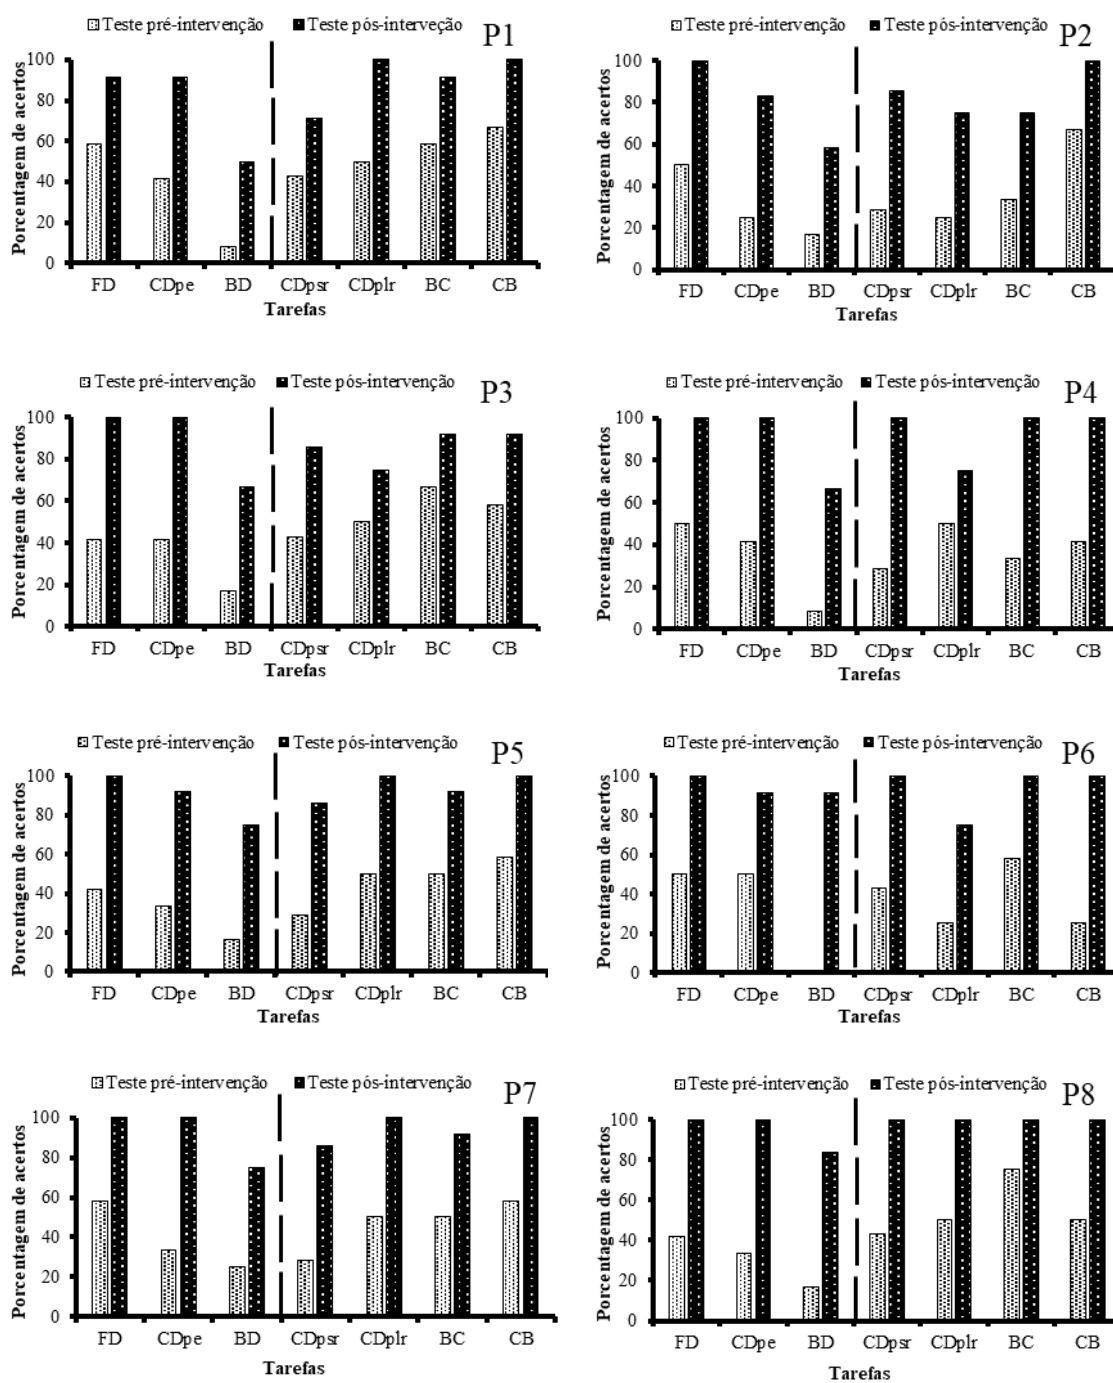 Teste pré-intervenção Teste pós-interveção P1
Porcentagem de acertos
100
80
60
40
20
0
FD CDpe BD CDpsr CDplr BC CB
Tarefas
Teste pré-intervenção Teste pós-intervenção P2
Porcentagem de acertos
100
80
60
40
20
0
FD CDpe BD CDpsr CDplr BC CB
Tarefas
Teste pré-intervenção Teste pós-intervenção P3
Porcentagem de acertos
100
80
60
40
20
0
FD CDpe BD CDpsr CDplr BC CB
Tarefas
Teste pré-intervenção Teste pós-intervenção P4
Porcentagem de acertos
100
80
60
40
20
0
FD CDpe BD CDpsr CDplr BC CB
Tarefas
Teste pré-intervenção Teste pós-intervenção P5
Porcentagem de acertos
100
80
60
40
20
0
FD CDpe BD CDpsr CDplr BC CB
Tarefas
Teste pré-intervenção Teste pós-intervenção P6
Porcentagem de acertos
100
80
60
40
20
0
FD CDpe BD CDpsr CDplr BC CB
Tarefas
Teste pré-intervenção Teste pós-intervenção P7
Porcentagem de acertos
100
80
60
40
20
0
FD CDpe BD CDpsr CDplr BC CB
Tarefas
Teste pré-intervenção Teste pós-intervenção P8
Porcentagem de acertos
100
80
60
40
20
0
FD CDpe BD CDpsr CDplr BC CB
Tarefas